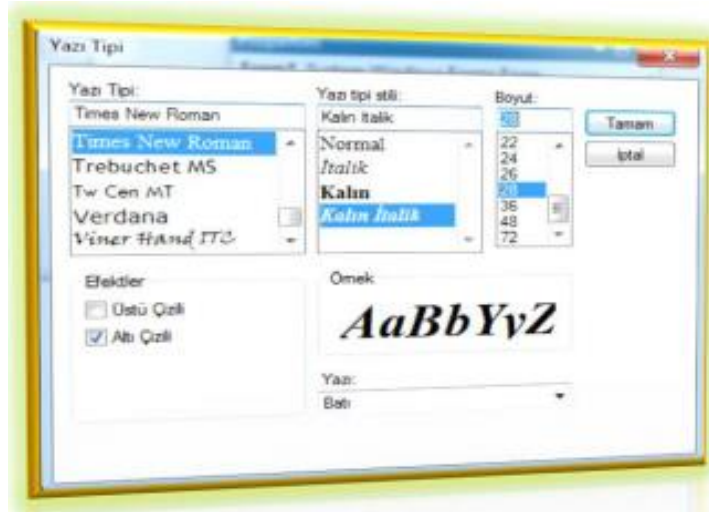 Yazı Tipi
Yazı Tipi:
Times New Roman
Times New Roman
Trebuchet MS
Tw Cen MT
Verdana
Viner Hand ITC
Yazı tipi stili:
Kalın İtalik
Normal
İtalik
Kalın
Kalın İtalik
Boyut:
28
22
24
26
28
36
48
72
Tamam
İptal
Efektler
Üstü Çizili
Altı Çizili
Örnek
AaBbYyZ
Yazı:
Batı